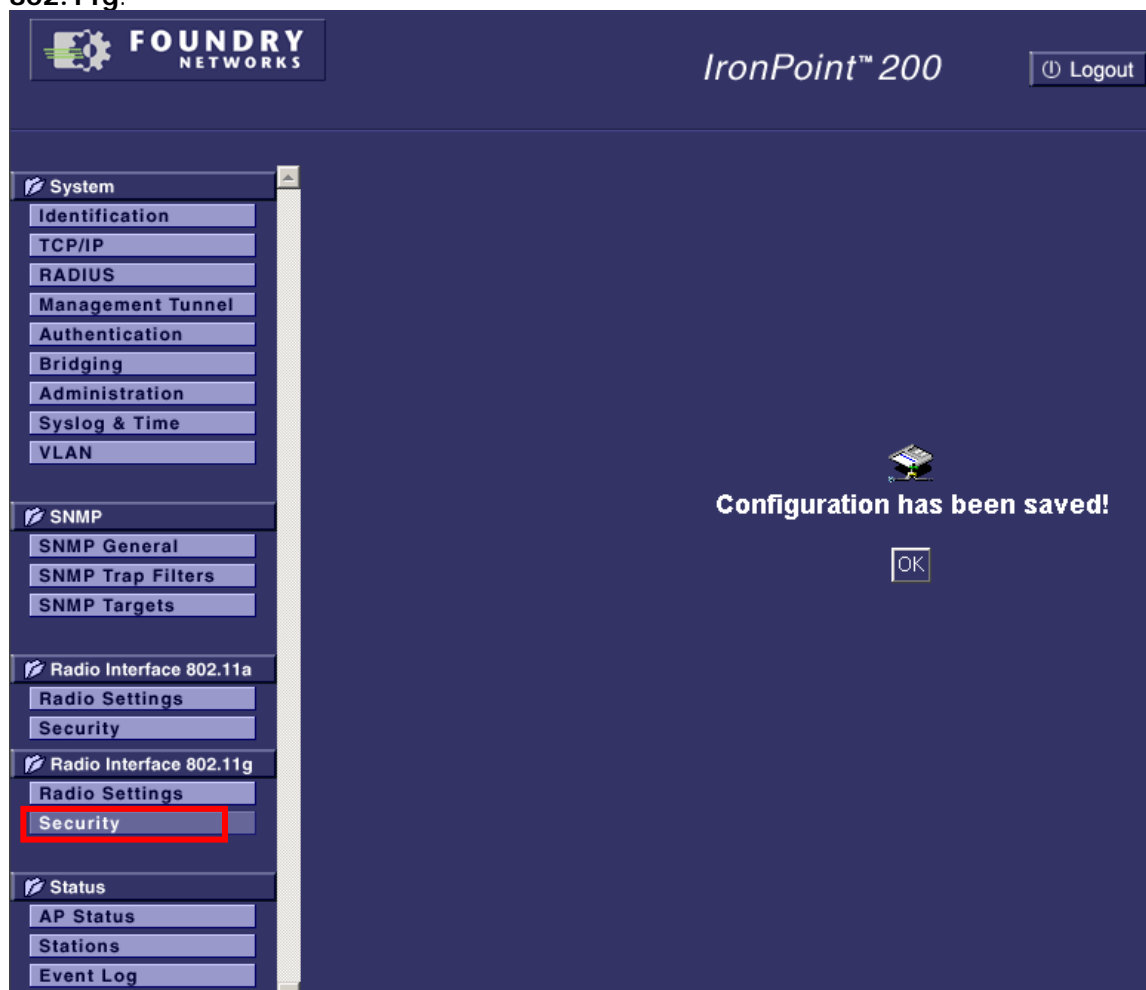 802.11g.
FOUNDRY
NETWORKS
IronPoint™ 200
Logout
System
Identification
TCP/IP
RADIUS
Management Tunnel
Authentication
Bridging
Administration
Syslog & Time
VLAN
SNMP
SNMP General
SNMP Trap Filters
SNMP Targets
Radio Interface 802.11a
Radio Settings
Security
Radio Interface 802.11g
Radio Settings
Security
Status
AP Status
Stations
Event Log
Configuration has been saved!
OK